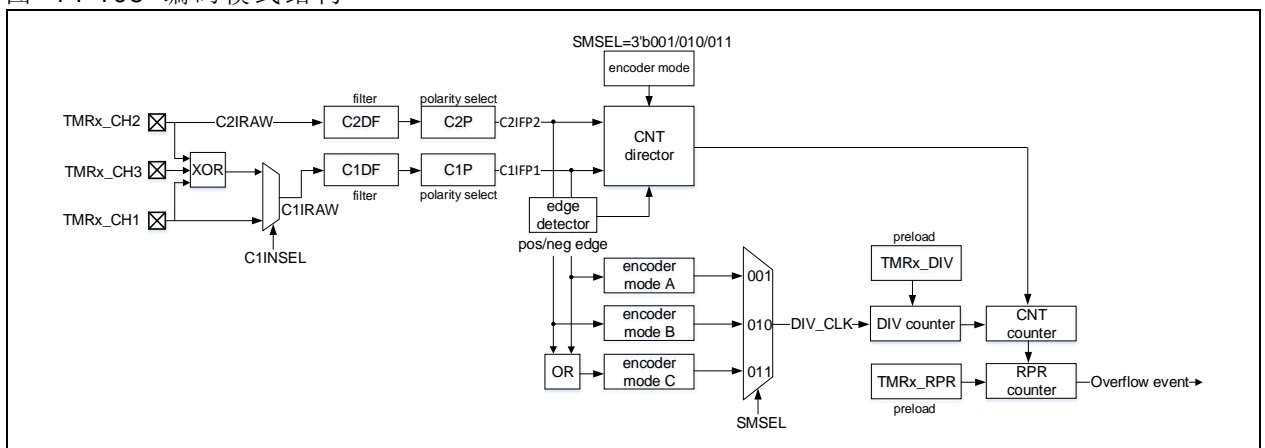 SMSEL=3'b001/010/011
encoder mode
filter
polarity select
TMRx_CH2
C2IRAW
C2DF
C2P
C2IFP2
CNT
director
TMRx_CH3
XOR
C1DF
C1P
C1IFP1
filter
polarity select
C1IRAW
TMRx_CH1
C1INSEL
edge
detector
pos/neg edge
preload
TMRx_DIV
encoder
mode A
001
encoder
mode B
010
DIV_CLK
DIV counter
CNT
counter
OR
encoder
mode C
011
TMRx_RPR
RPR
counter
Overflow event
preload
SMSEL